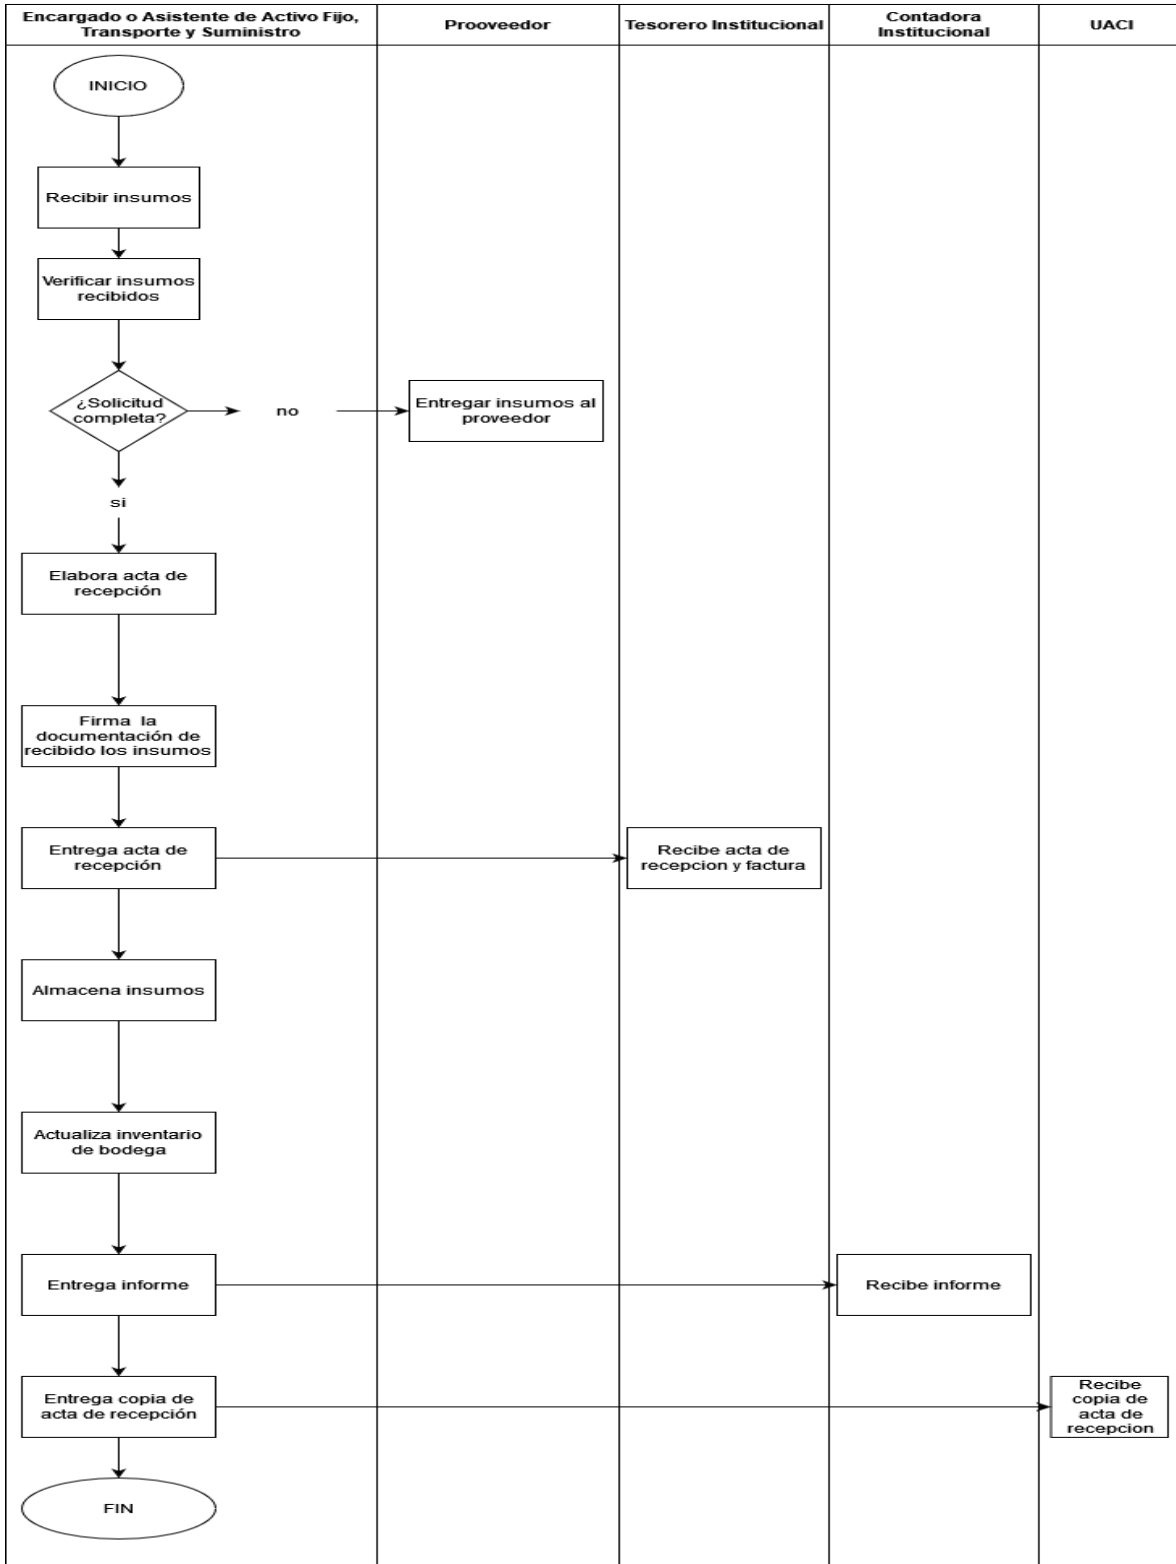 Encargado o Asistente de Activo Fijo,
Transporte y Suministro
Prooveedor
Tesorero Institucional
Contadora
Institucional
UACI
INICIO
Recibir insumos
Verificar insumos
recibidos
¿Solicitud
completa?
no
Entregar insumos al
proveedor
si
Elabora acta de
recepción
Firma la
documentación de
recibido los insumos
Entrega acta de
recepción
Recibe acta de
recepcion y factura
Almacena insumos
Actualiza inventario
de bodega
Entrega informe
Recibe informe
Entrega copia de
acta de recepción
Recibe
copia de
acta de
recepcion
FIN